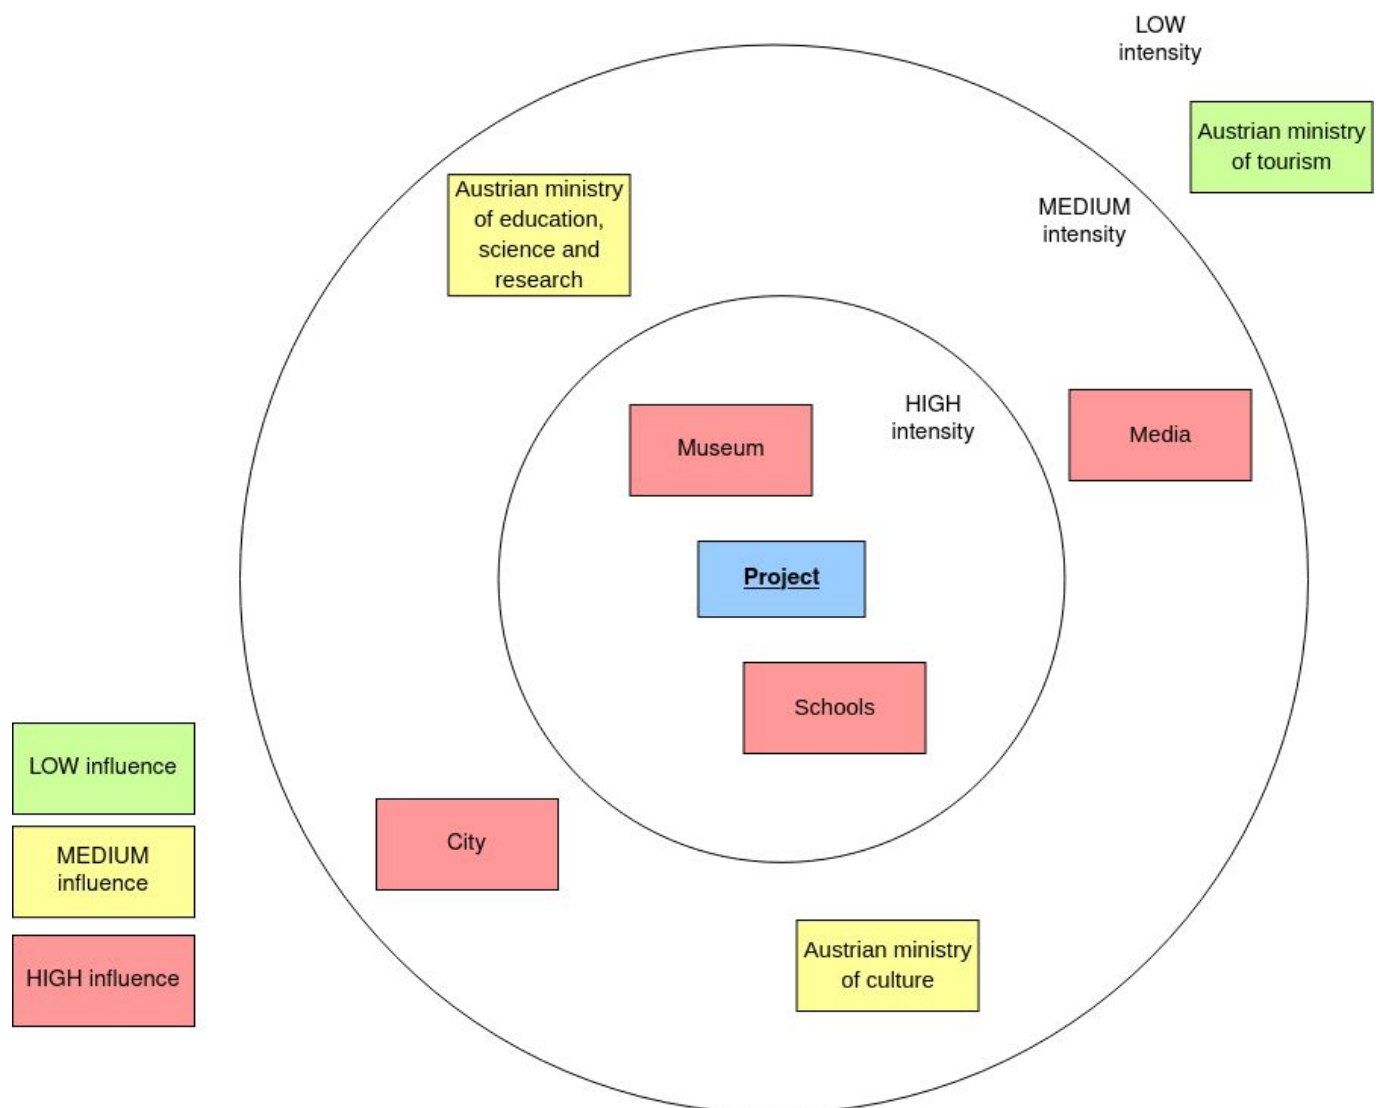 LOW
intensity
Austrian ministry
of tourism
Austrian ministry
of education,
science and
research
MEDIUM
intensity
HIGH
intensity
Museum
Media
Project
Schools
LOW influence
MEDIUM
influence
HIGH influence
City
Austrian ministry
of culture